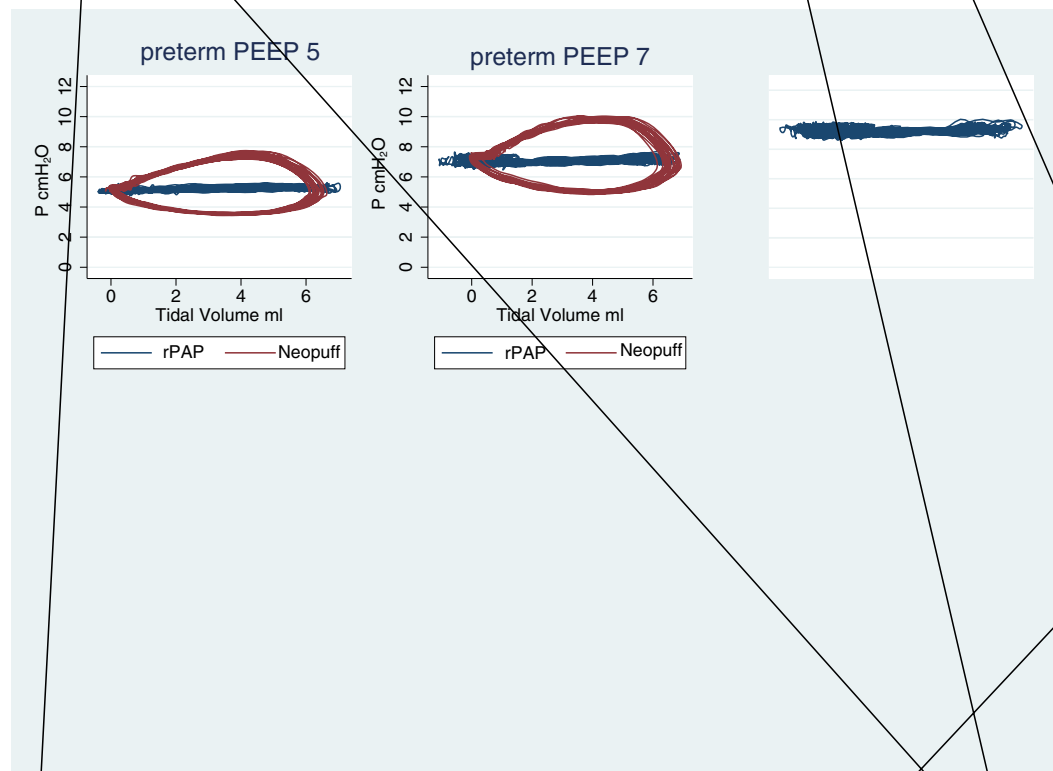 preterm PEEP 5
12
10
8
6
4
2
0
P cmH₂O
0 2 4 6
Tidal Volume ml
rPAP Neopuff
preterm PEEP 7
12
10
8
6
4
2
0
P cmH₂O
0 2 4 6
Tidal Volume ml
rPAP Neopuff